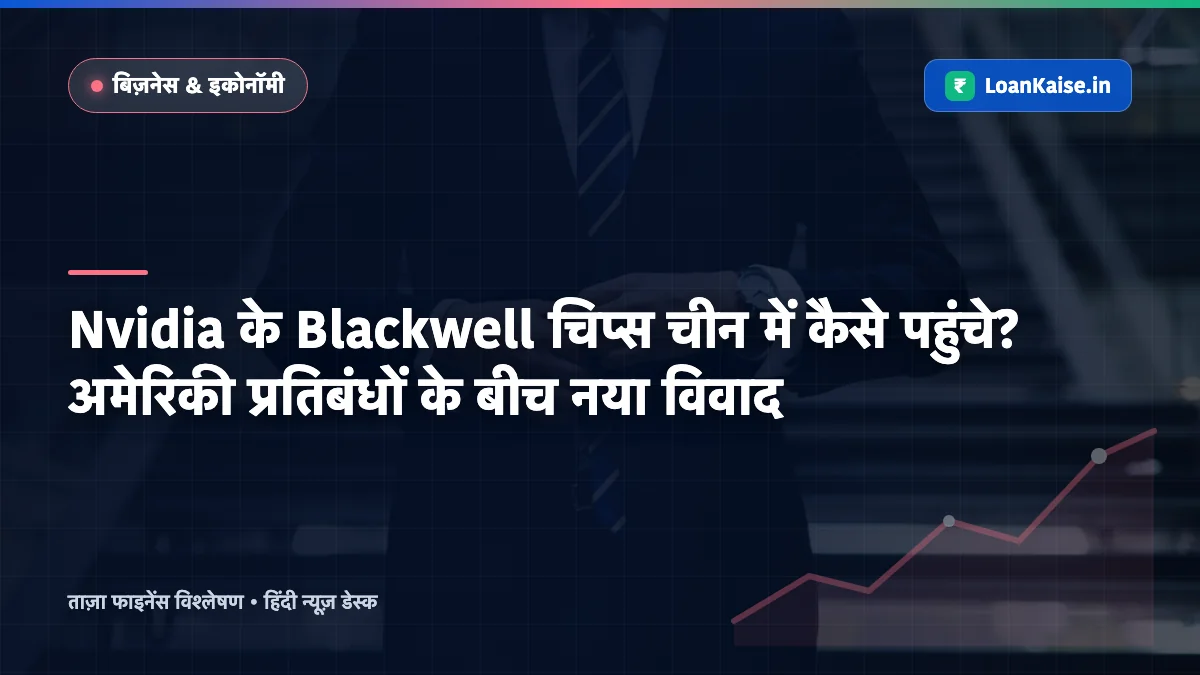 बिज़नेस & इकोनॉमी
₹ LoanKaise.in
Nvidia के Blackwell चिप्स चीन में कैसे पहुंचे?
अमेरिकी प्रतिबंधों के बीच नया विवाद
ताज़ा फाइनेंस विश्लेषण • हिंदी न्यूज़ डेस्क